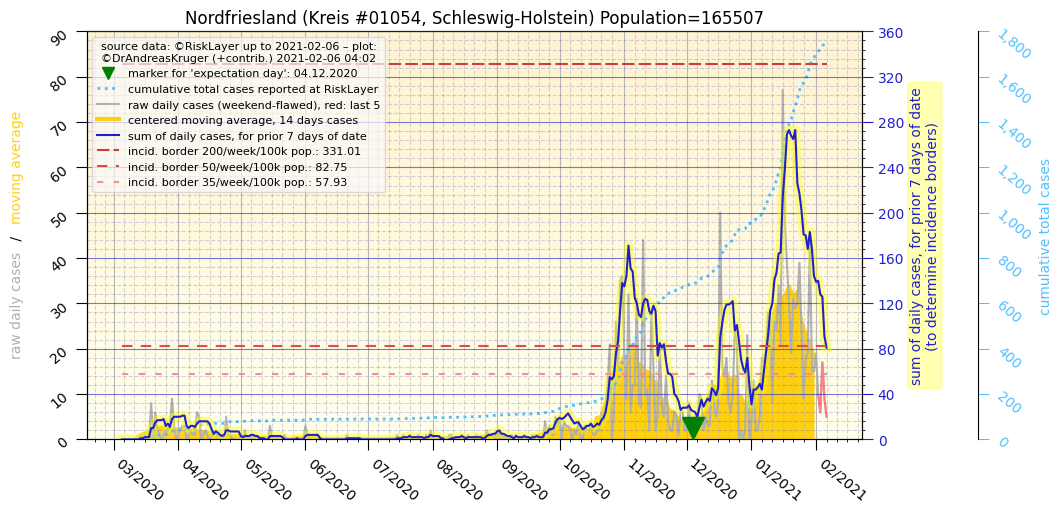 Nordfriesland (Kreis #01054, Schleswig-Holstein) Population=165507
source data: ©RiskLayer up to 2021-02-06 – plot:
©DrAndreasKruger (+contrib.) 2021-02-06 04:02
marker for 'expectation day': 04.12.2020
cumulative total cases reported at RiskLayer
raw daily cases (weekend-flawed), red: last 5
centered moving average, 14 days cases
sum of daily cases, for prior 7 days of date
incid. border 200/week/100k pop.: 331.01
incid. border 50/week/100k pop.: 82.75
incid. border 35/week/100k pop.: 57.93
raw daily cases / moving average
90
80
70
60
50
40
30
20
10
0
360
320
280
240
200
160
120
80
40
0
sum of daily cases, for prior 7 days of date
(to determine incidence borders)
1,800
1,600
1,400
1,200
1,000
800
600
400
200
0
cumulative total cases
03/2020
04/2020
05/2020
06/2020
07/2020
08/2020
09/2020
10/2020
11/2020
12/2020
01/2021
02/2021